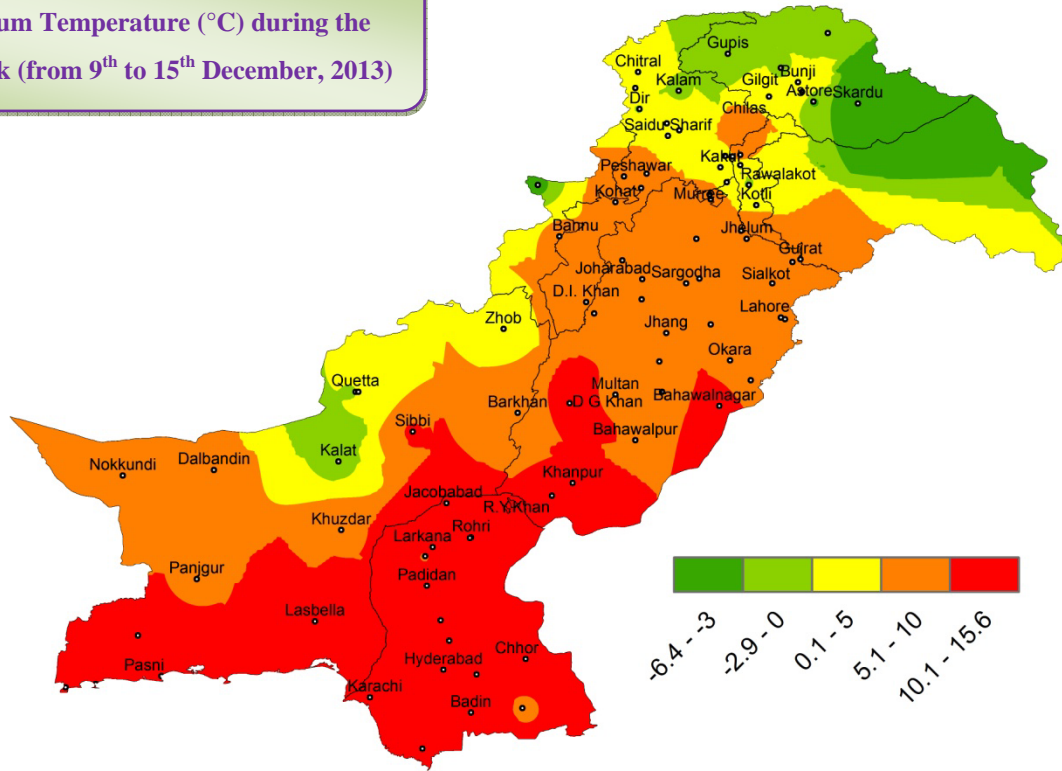 um Temperature (°C) during the
k (from 9th to 15th December, 2013)
Gupis
Chitral
Kalam
Gilgit
Bunji
Astore
Skardu
Dir
Chilas
Saidu Sharif
Peshawar
Rawalakot
Kohat
Murree
Kotli
Bannu
Jhelum
Gujrat
Joharabad
Sargodha
Sialkot
D.I. Khan
Zhob
Lahore
Jhang
Okara
Quetta
Multan
Bahawalnagar
Barkhan
D G Khan
Sibbi
Bahawalpur
Kalat
Dalbandin
Nokkundi
Khanpur
Jacobabad
R.Y.Khan
Khuzdar
Rohri
Larkana
Panjgur
Padidan
Lasbella
Chhor
Hyderabad
Pasni
Karachi
Badin
-6.4 - -3
-2.9 - 0
0.1 - 5
5.1 - 10
10.1 - 15.6